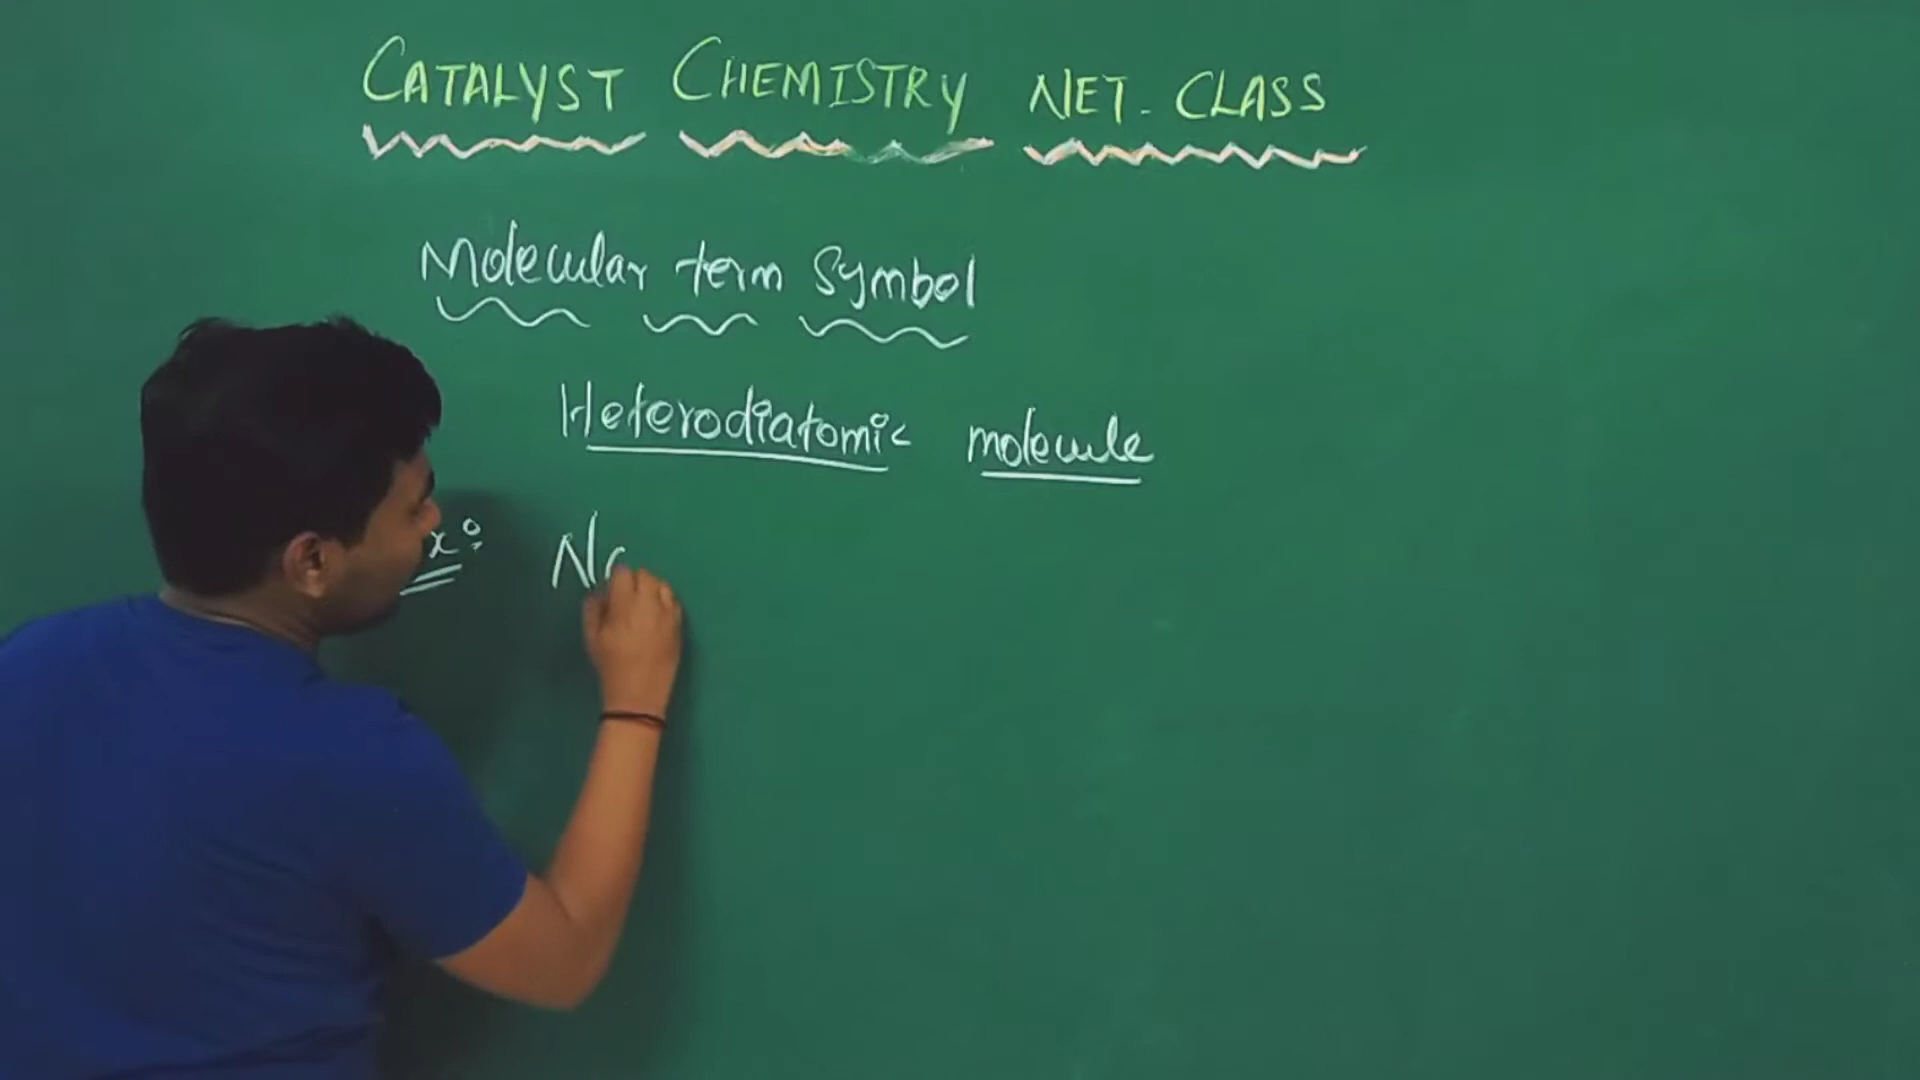 CATALYST CHEMISTRY NET. CLASS
Molecular term symbol
Heterodiatomic molecule
x: